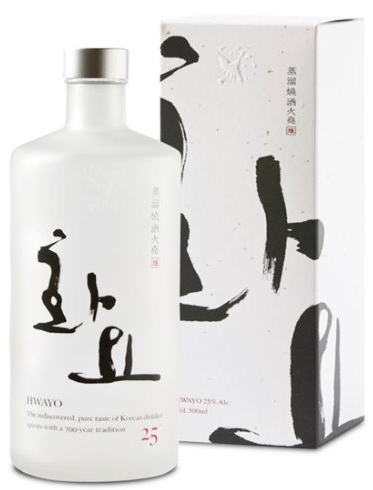 화요
蒸溜燒酒火堯
HWAYO
The rediscovered, pure taste of Korean distilled
spirits with a 700-year tradition
25
蒸溜燒酒火堯
화요
HWAYO 25% Alc.
500ml